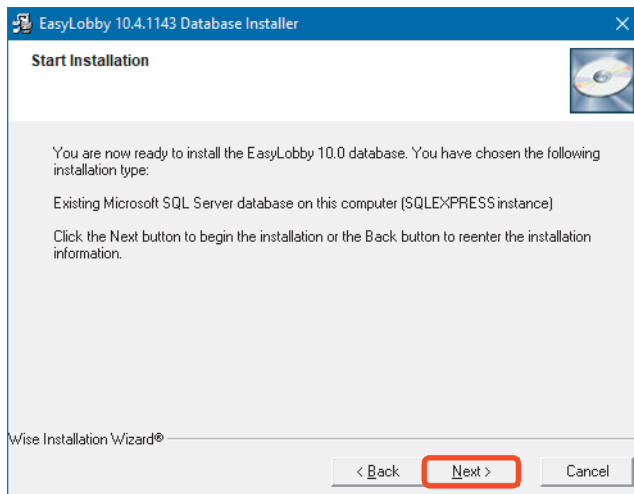 EasyLobby 10.4.1143 Database Installer
Start Installation
You are now ready to install the EasyLobby 10.0 database. You have chosen the following
installation type:
Existing Microsoft SQL Server database on this computer (SQLEXPRESS instance)
Click the Next button to begin the installation or the Back button to reenter the installation
information.
Wise Installation Wizard®
< Back
Next >
Cancel